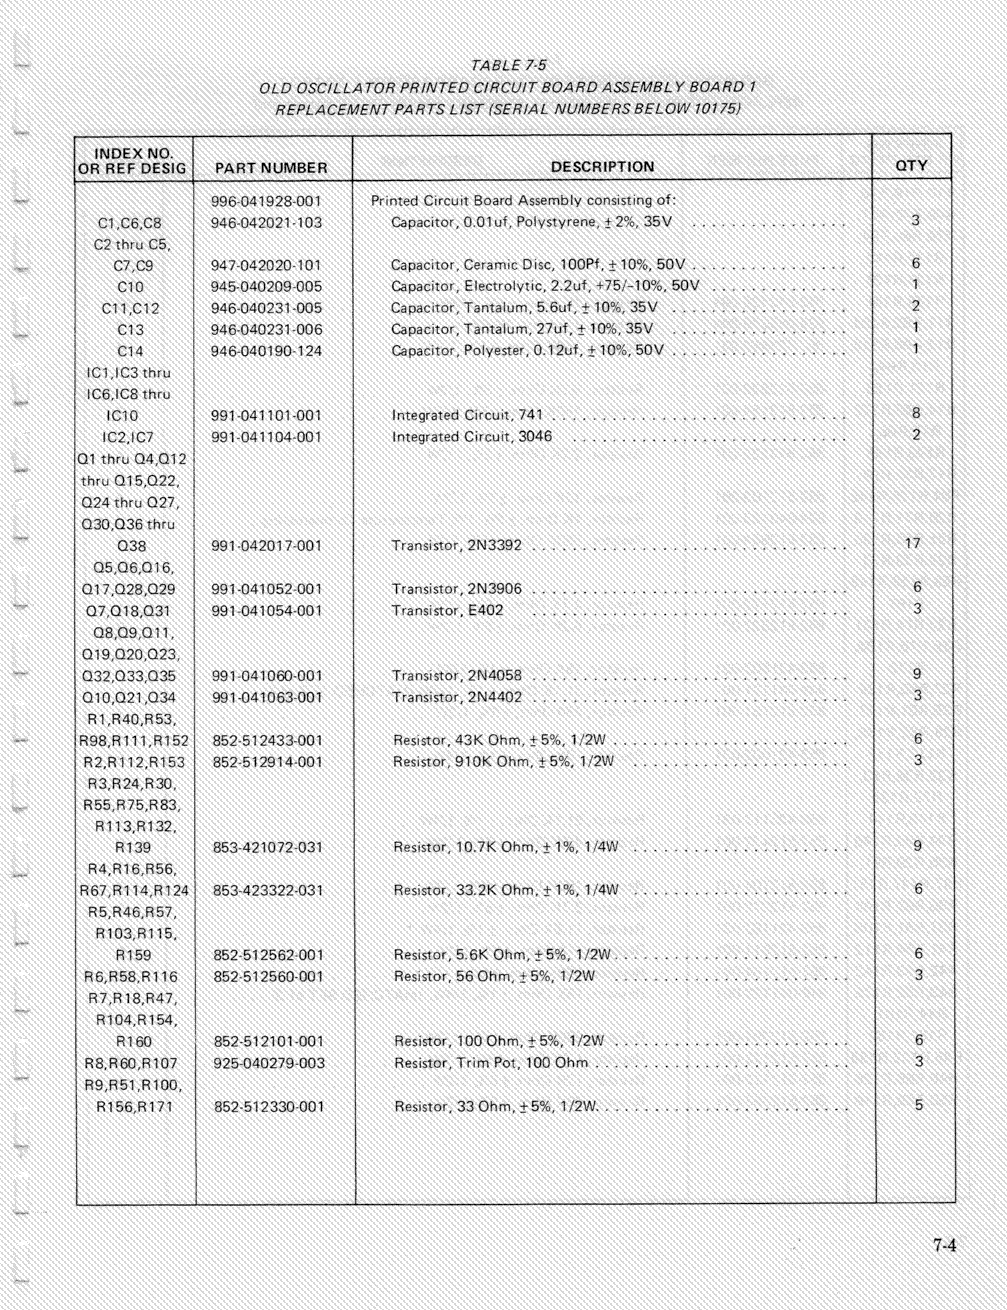 TABLE 7-5
OLD OSCILLATOR PRINTED CIRCUIT BOARD ASSEMBLY BOARD 1
REPLACEMENT PARTS LIST (SERIAL NUMBERS BELOW 10175)
INDEX NO.
OR REF DESIG PART NUMBER DESCRIPTION QTY
996-041928-001 Printed Circuit Board Assembly consisting of:
C1,C6,C8 946-042021-103 Capacitor, 0.01uf, Polystyrene, ± 2%, 35V . . . . . . . . . . . . . . . 3
C2 thru C5,
C7,C9 947-042020-101 Capacitor, Ceramic Disc, 100Pf, ± 10%, 50V . . . . . . . . . . . . . . . 6
C10 945-040209-005 Capacitor, Electrolytic, 2.2uf, +75/–10%, 50V . . . . . . . . . . . . . 1
C11,C12 946-040231-005 Capacitor, Tantalum, 5.6uf, ± 10%, 35V . . . . . . . . . . . . . . . . . 2
C13 946-040231-006 Capacitor, Tantalum, 27uf, ± 10%, 35V . . . . . . . . . . . . . . . . . 1
C14 946-040190-124 Capacitor, Polyester, 0.12uf, ± 10%, 50V . . . . . . . . . . . . . . . . . 1
IC1,IC3 thru
IC6,IC8 thru
IC10 991-041101-001 Integrated Circuit, 741 . . . . . . . . . . . . . . . . . . . . . . . . . . . . . 8
IC2,IC7 991-041104-001 Integrated Circuit, 3046 . . . . . . . . . . . . . . . . . . . . . . . . . . . 2
Q1 thru Q4,Q12
thru Q15,Q22,
Q24 thru Q27,
Q30,Q36 thru
Q38 991-042017-001 Transistor, 2N3392 . . . . . . . . . . . . . . . . . . . . . . . . . . . . . . . 17
Q5,Q6,Q16,
Q17,Q28,Q29 991-041052-001 Transistor, 2N3906 . . . . . . . . . . . . . . . . . . . . . . . . . . . . . . . 6
Q7,Q18,Q31 991-041054-001 Transistor, E402 . . . . . . . . . . . . . . . . . . . . . . . . . . . . . . . 3
Q8,Q9,Q11,
Q19,Q20,Q23,
Q32,Q33,Q35 991-041060-001 Transistor, 2N4058 . . . . . . . . . . . . . . . . . . . . . . . . . . . . . . . 9
Q10,Q21,Q34 991-041063-001 Transistor, 2N4402 . . . . . . . . . . . . . . . . . . . . . . . . . . . . . . . 3
R1,R40,R53,
R98,R111,R152 852-512433-001 Resistor, 43K Ohm, ± 5%, 1/2W . . . . . . . . . . . . . . . . . . . . . . . 6
R2,R112,R153 852-512914-001 Resistor, 910K Ohm, ± 5%, 1/2W . . . . . . . . . . . . . . . . . . . . . 3
R3,R24,R30,
R55,R75,R83,
R113,R132,
R139 853-421072-031 Resistor, 10.7K Ohm, ± 1%, 1/4W . . . . . . . . . . . . . . . . . . . . . 9
R4,R16,R56,
R67,R114,R124 853-423322-031 Resistor, 33.2K Ohm, ± 1%, 1/4W . . . . . . . . . . . . . . . . . . . . . 6
R5,R46,R57,
R103,R115,
R159 852-512562-001 Resistor, 5.6K Ohm, ± 5%, 1/2W . . . . . . . . . . . . . . . . . . . . . . . 6
R6,R58,R116 852-512560-001 Resistor, 56 Ohm, ± 5%, 1/2W . . . . . . . . . . . . . . . . . . . . . . . 3
R7,R18,R47,
R104,R154,
R160 852-512101-001 Resistor, 100 Ohm, ± 5%, 1/2W . . . . . . . . . . . . . . . . . . . . . . . 6
R8,R60,R107 925-040279-003 Resistor, Trim Pot, 100 Ohm . . . . . . . . . . . . . . . . . . . . . . . . . 3
R9,R51,R100,
R156,R171 852-512330-001 Resistor, 33 Ohm, ± 5%, 1/2W. . . . . . . . . . . . . . . . . . . . . . . . . 5
7-4